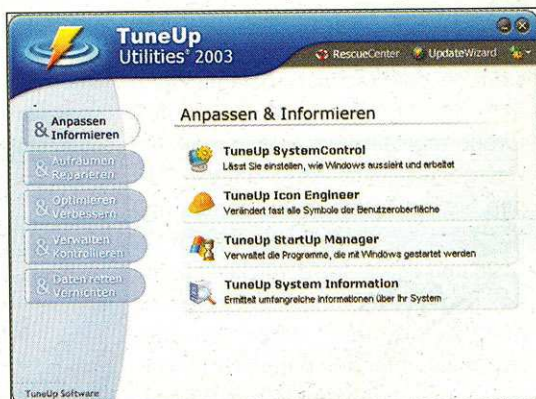 TuneUp
Utilities® 2003
RescueCenter UpdateWizard
& Anpassen
Informieren
& Aufräumen
Reparieren
& Optimieren
Verbessern
& Verwalten
Kontrollieren
& Daten retten
Vernichten
Anpassen & Informieren
TuneUp SystemControl
Lässt Sie einstellen, wie Windows aussieht und arbeitet
TuneUp Icon Engineer
Verändert fast alle Symbole der Benutzeroberfläche
TuneUp StartUp Manager
Verwaltet die Programme, die mit Windows gestartet werden
TuneUp System Information
Ermittelt umfangreiche Informationen über Ihr System
TuneUp Software